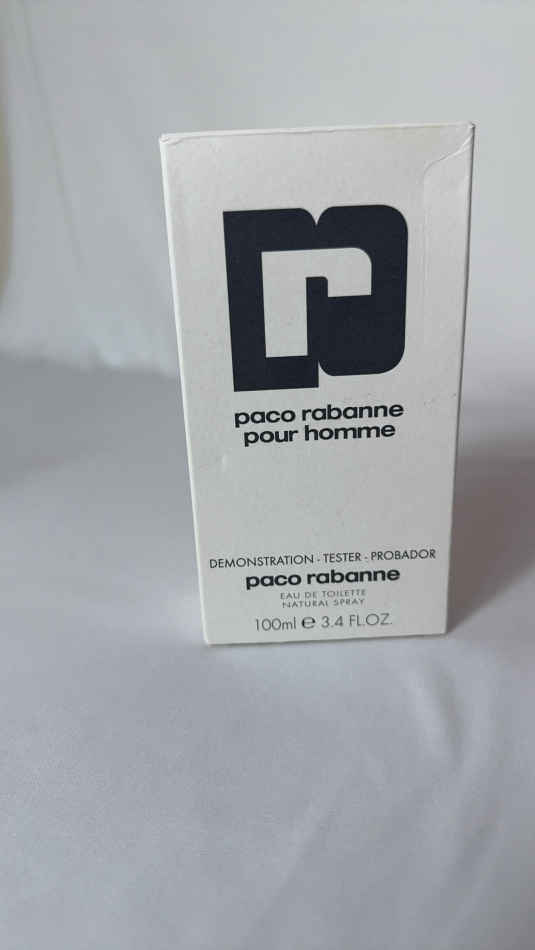 paco rabanne
pour homme
DEMONSTRATION - TESTER - PROBADOR
paco rabanne
EAU DE TOILETTE
NATURAL SPRAY
100ml ℮ 3.4 FL.OZ.